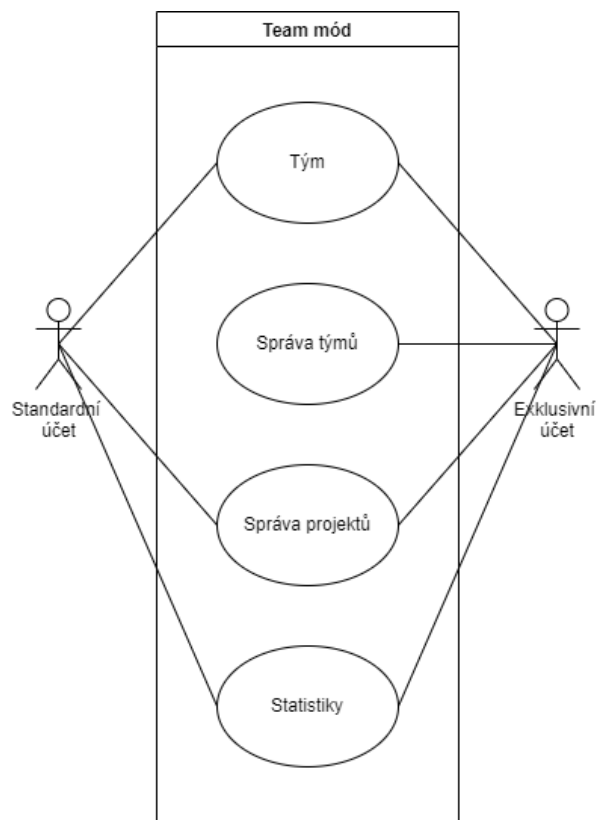 Team mód
Tým
Správa týmů
Standardní
účet
Exklusivní
účet
Správa projektů
Statistiky